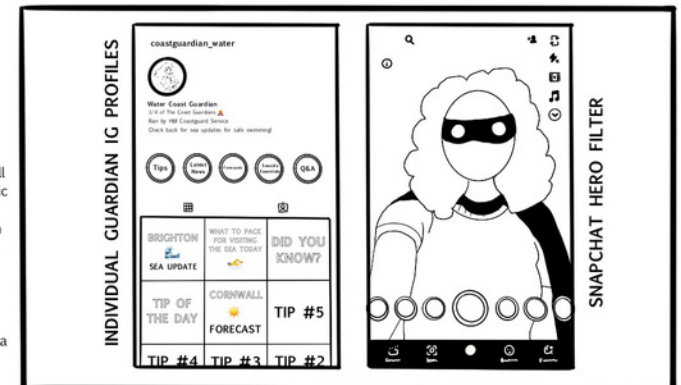 INDIVIDUAL GUARDIAN IG PROFILES
coastguardian_water
Water Coast Guardian
1/4 of The Coast Guardians
Run by HM Coastguard Service
Check back for sea updates for safe swimming!
Tips
Latest
News
Forecasts
Q&A
BRIGHTON
SEA UPDATE
WHAT TO PACK
FOR VISITING
THE SEA TODAY
DID YOU
KNOW?
TIP OF
THE DAY
CORNWALL
FORECAST
TIP #5
TIP #4
TIP #3
TIP #2
SNAPCHAT HERO FILTER